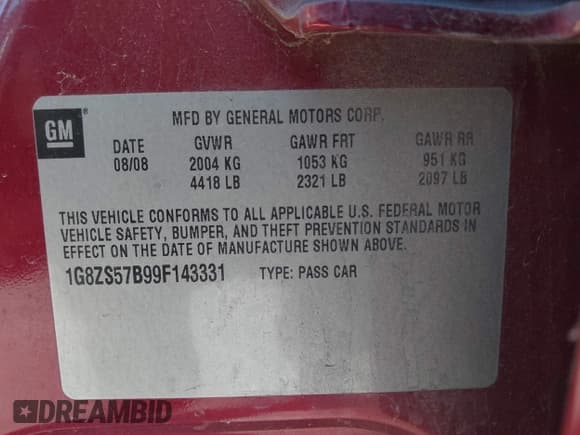 GM ®
MFD BY GENERAL MOTORS CORP.
DATE GVWR GAWR FRT GAWR RR
08/08 2004 KG 1053 KG 951 KG
4418 LB 2321 LB 2097 LB
THIS VEHICLE CONFORMS TO ALL APPLICABLE U.S. FEDERAL MOTOR
VEHICLE SAFETY, BUMPER, AND THEFT PREVENTION STANDARDS IN
EFFECT ON THE DATE OF MANUFACTURE SHOWN ABOVE.
1G8ZS57B99F143331 TYPE: PASS CAR
DREAMBID